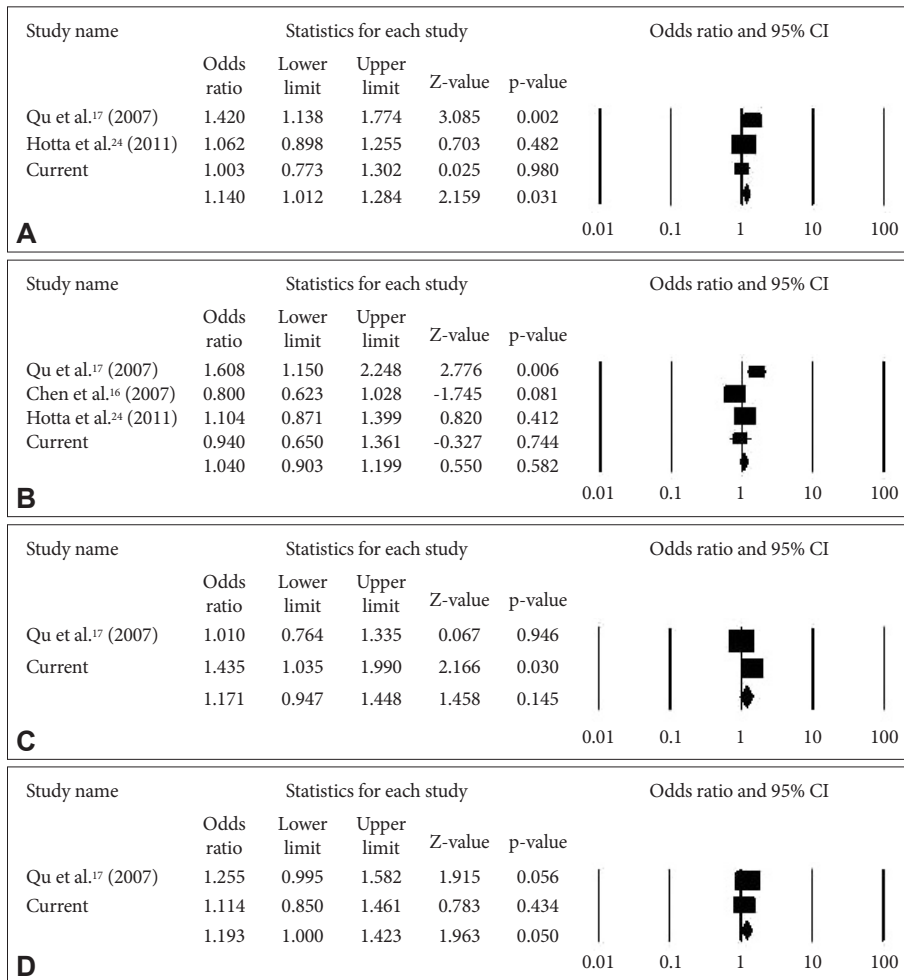 Study name Statistics for each study Odds ratio and 95% CI
Odds ratio Lower limit Upper limit Z-value p-value
Qu et al.17 (2007) 1.420 1.138 1.774 3.085 0.002
Hotta et al.24 (2011) 1.062 0.898 1.255 0.703 0.482
Current 1.003 0.773 1.302 0.025 0.980
1.140 1.012 1.284 2.159 0.031
0.01 0.1 1 10 100
A
Study name Statistics for each study Odds ratio and 95% CI
Odds ratio Lower limit Upper limit Z-value p-value
Qu et al.17 (2007) 1.608 1.150 2.248 2.776 0.006
Chen et al.16 (2007) 0.800 0.623 1.028 -1.745 0.081
Hotta et al.24 (2011) 1.104 0.871 1.399 0.820 0.412
Current 0.940 0.650 1.361 -0.327 0.744
1.040 0.903 1.199 0.550 0.582
0.01 0.1 1 10 100
B
Study name Statistics for each study Odds ratio and 95% CI
Odds ratio Lower limit Upper limit Z-value p-value
Qu et al.17 (2007) 1.010 0.764 1.335 0.067 0.946
Current 1.435 1.035 1.990 2.166 0.030
1.171 0.947 1.448 1.458 0.145
0.01 0.1 1 10 100
C
Study name Statistics for each study Odds ratio and 95% CI
Odds ratio Lower limit Upper limit Z-value p-value
Qu et al.17 (2007) 1.255 0.995 1.582 1.915 0.056
Current 1.114 0.850 1.461 0.783 0.434
1.193 1.000 1.423 1.963 0.050
0.01 0.1 1 10 100
D